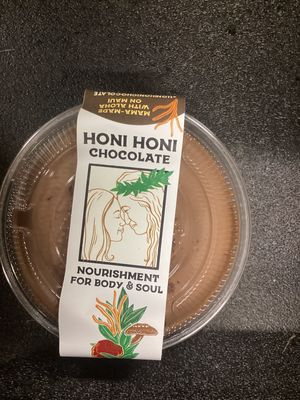 MAMA-MADE
WITH ALOHA
ON MAUI
HONI HONI
CHOCOLATE
NOURISHMENT
FOR BODY & SOUL